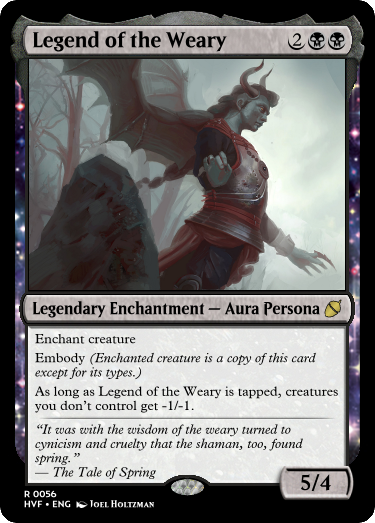 Legend of the Weary 2
Legendary Enchantment — Aura Persona
Enchant creature
Embody (Enchanted creature is a copy of this card
except for its types.)
As long as Legend of the Weary is tapped, creatures
you don’t control get -1/-1.
“It was with the wisdom of the weary turned to
cynicism and cruelty that the shaman, too, found
spring.”
— The Tale of Spring
5/4
R 0056
HVF • ENG Joel Holtzman